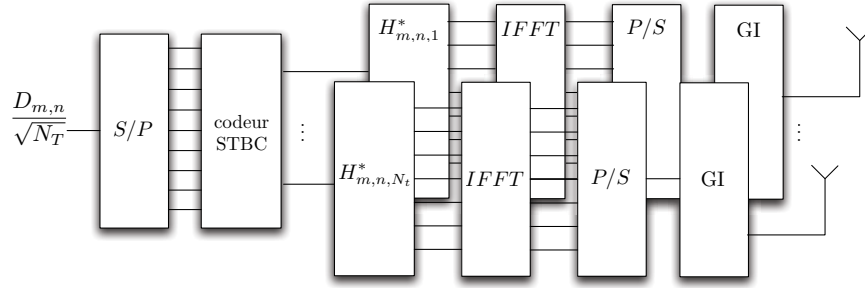 D_{m,n}
√N_T
S/P
codeur
STBC
⋮
H^*_{m,n,1}
IFFT
P/S
GI
H^*_{m,n,N_t}
IFFT
P/S
GI
⋮